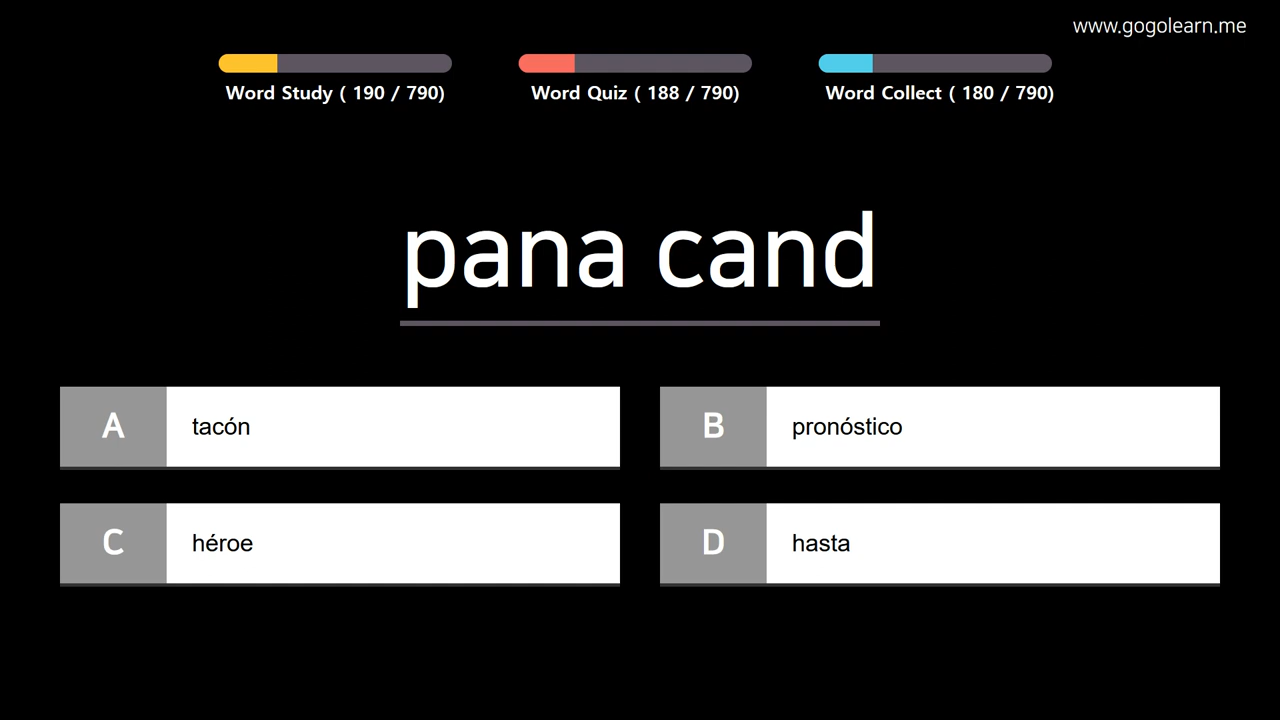 www.gogolearn.me
Word Study ( 190 / 790)
Word Quiz ( 188 / 790)
Word Collect ( 180 / 790)
pana cand
A tacón
B pronóstico
C héroe
D hasta